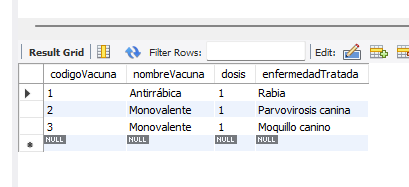 Result Grid Filter Rows: Edit:
codigoVacuna nombreVacuna dosis enfermedadTratada
1 Antirrábica 1 Rabia
2 Monovalente 1 Parvovirosis canina
3 Monovalente 1 Moquillo canino
NULL NULL NULL NULL